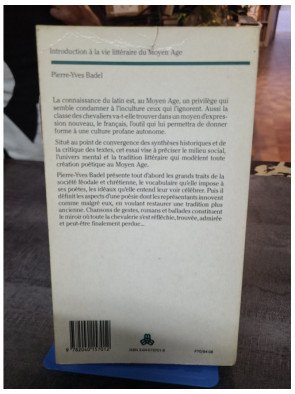 Introduction à la vie littéraire du Moyen Age
Pierre-Yves Badel
La connaissance du latin est, au Moyen Age, un privilège qui
semble condamner à l'inculture ceux qui l'ignorent. Aussi la
classe des chevaliers va-t-elle trouver dans un moyen d'expres-
sion nouveau, le français, l'outil qui lui permettra de donner
forme à une culture profane autonome.
Situé au point de convergence des synthèses historiques et de
la critique des textes, cet essai vise à préciser le milieu social,
l'univers mental et la tradition littéraire qui modèlent toute
création poétique au Moyen Age.
Pierre-Yves Badel présente tout d'abord les grands traits de la
société féodale et chrétienne, le vocabulaire qu'elle impose à
ses poètes, les idéaux qu'elle entend leur voir célébrer. Puis il
définit les aspects d'une poésie dont les représentants innovent
comme malgré eux, en voulant restaurer une tradition plus
ancienne. Chansons de gestes, romans et ballades constituent
le miroir où toute la chevalerie s'est réfléchie, trouvée, admirée
et peut-être finalement perdue...